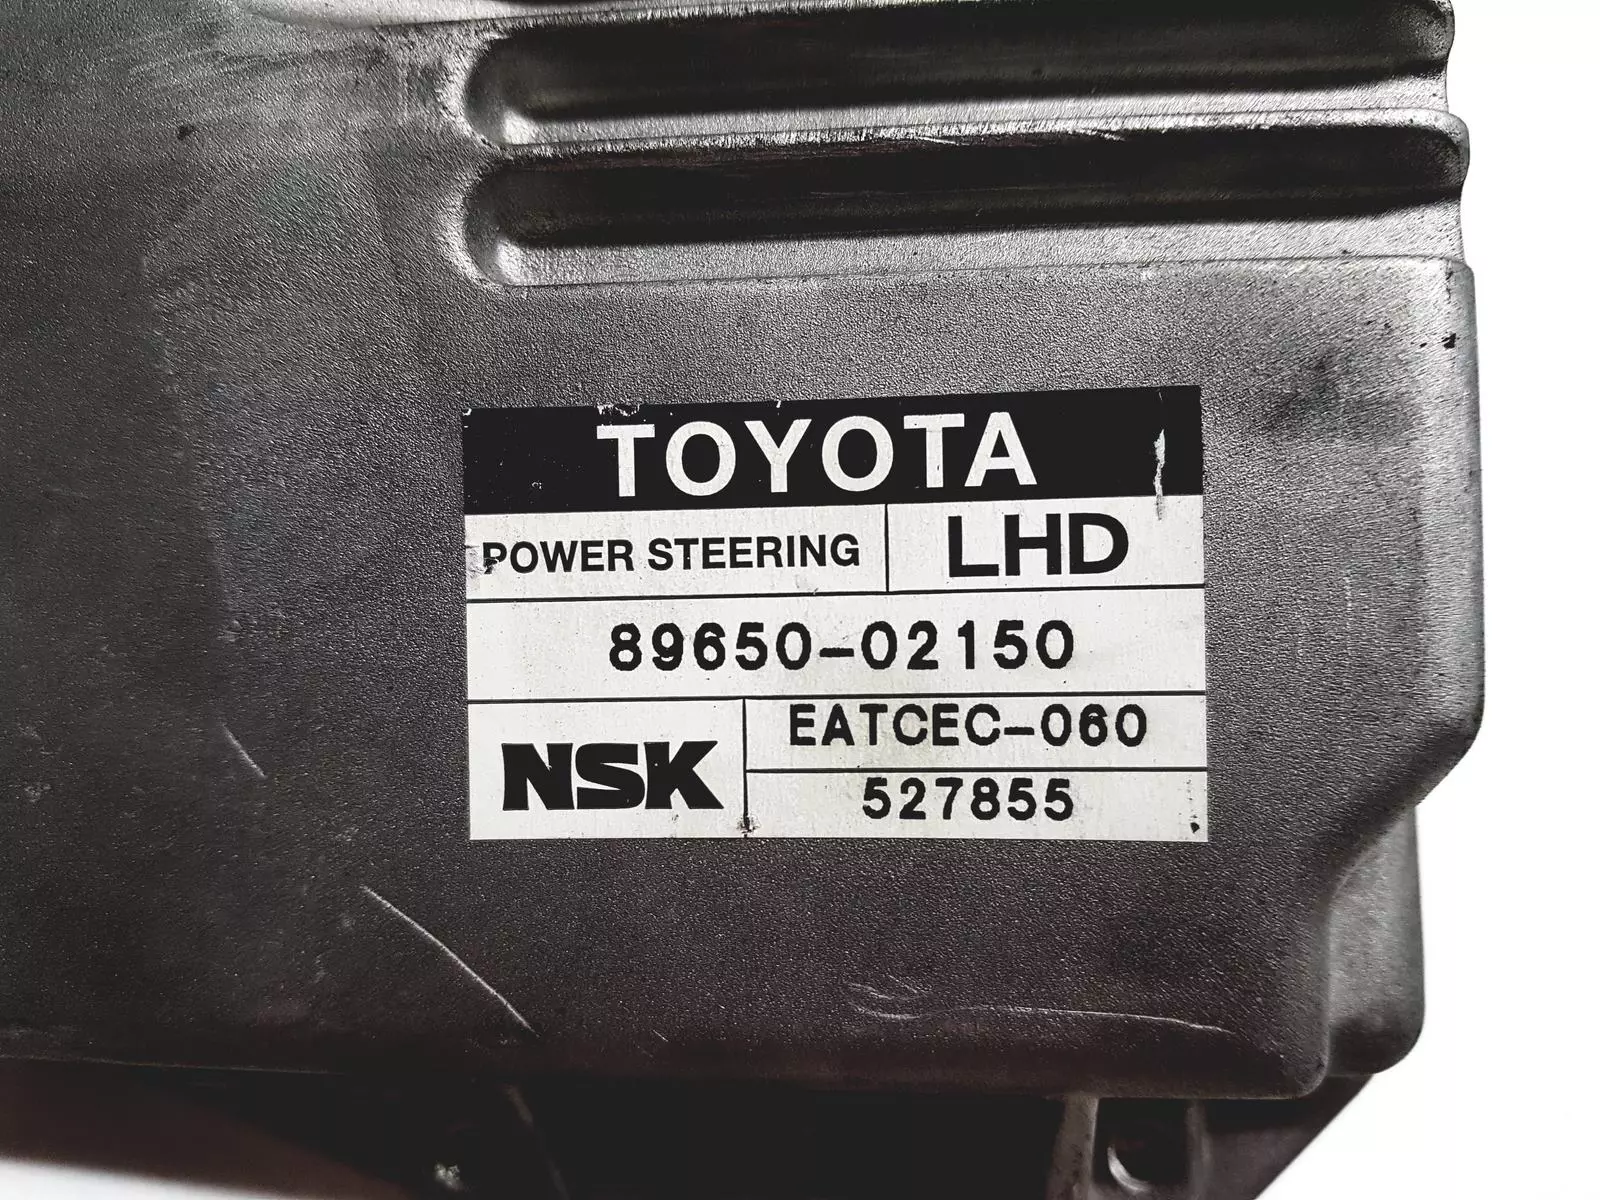 TOYOTA
POWER STEERING LHD
89650-02150
NSK EATCEC-060
527855